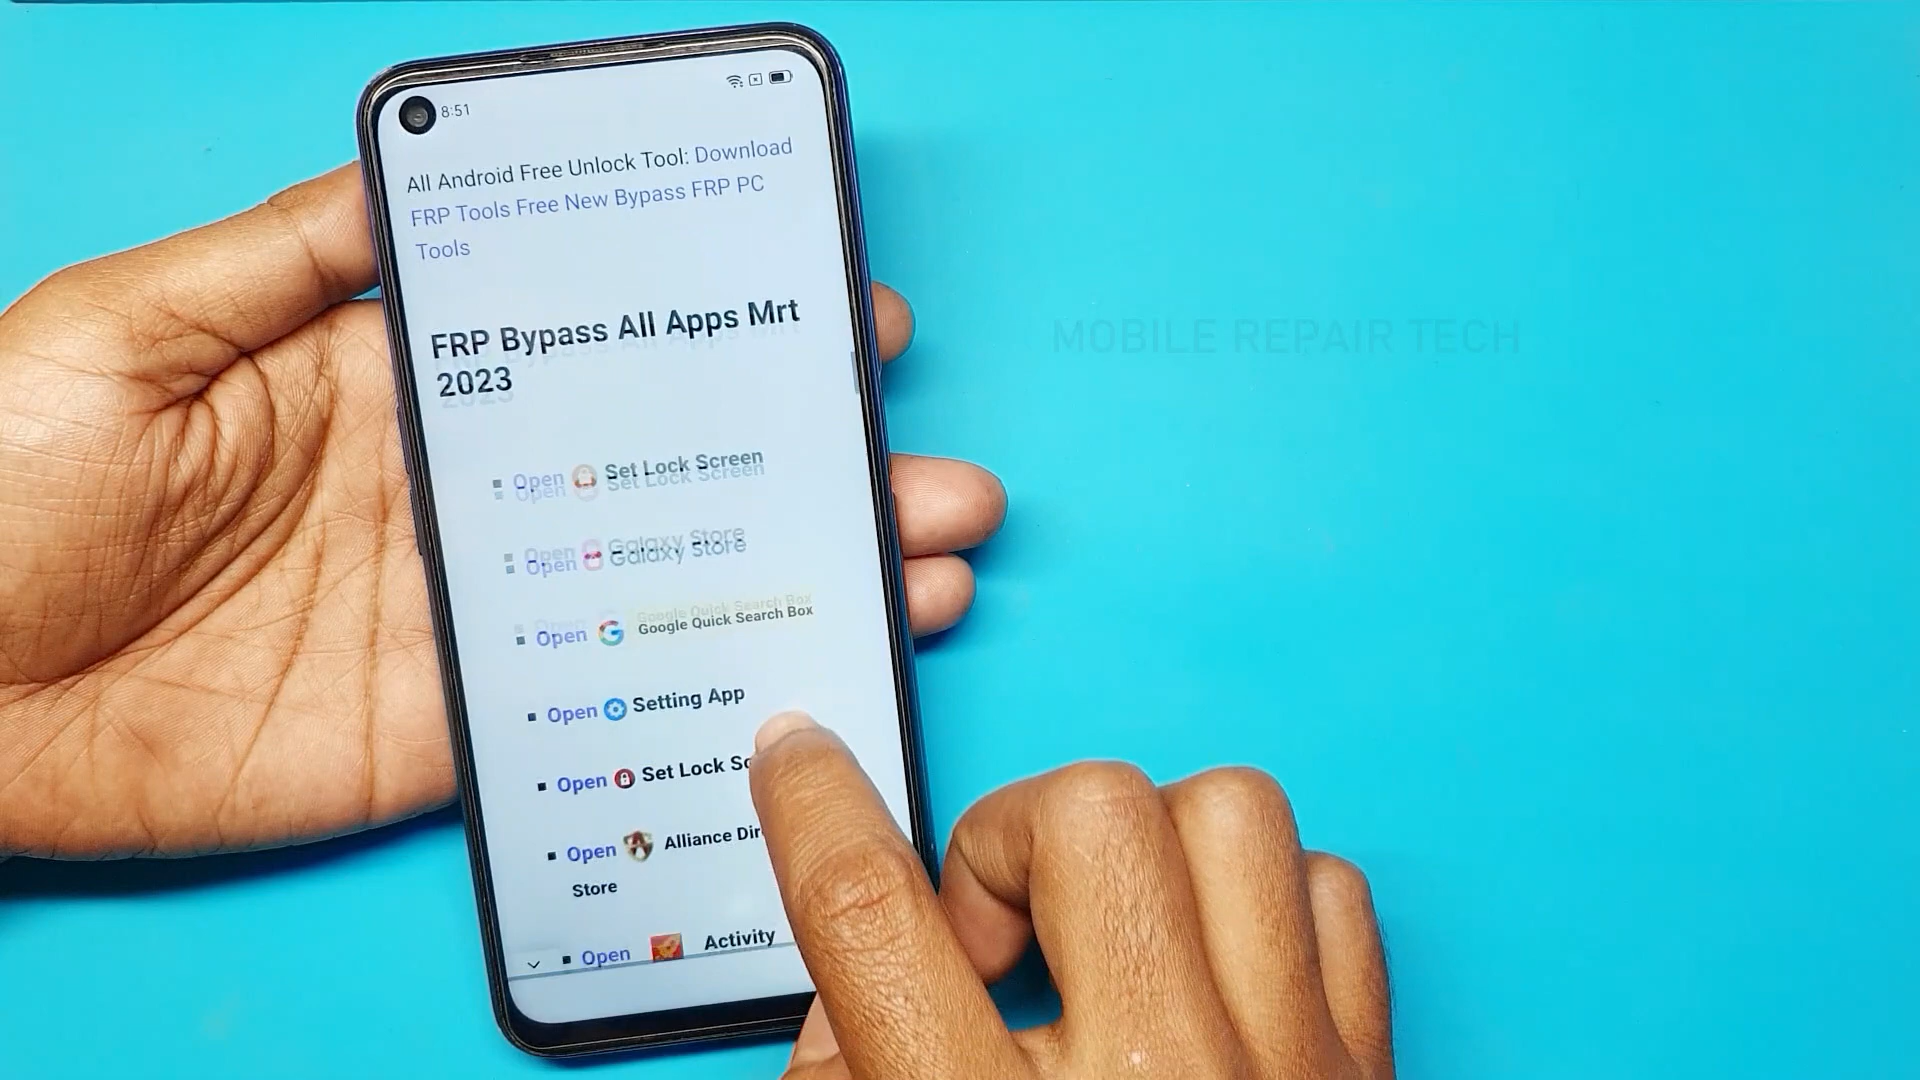 8:51
All Android Free Unlock Tool: Download
FRP Tools Free New Bypass FRP PC
Tools
FRP Bypass All Apps Mrt
2023
MOBILE REPAIR TECH
Open Set Lock Screen
Open Galaxy Store
Open Google Quick Search Box
Open Setting App
Open Set Lock Sc
Open Alliance Dir
Store
Open Activity